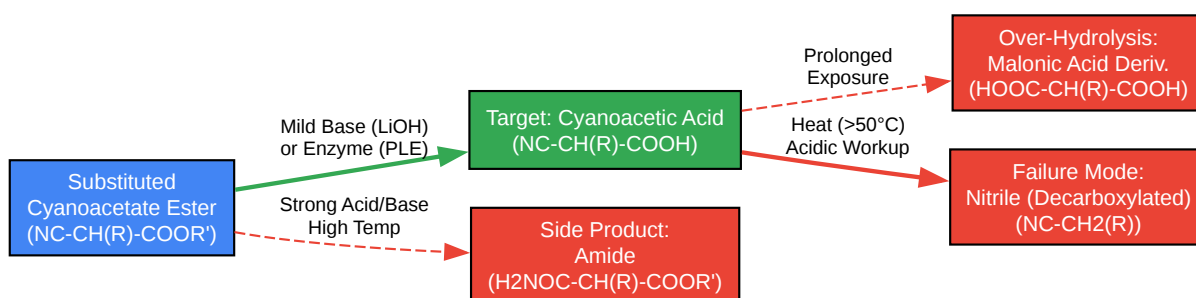 Substituted
Cyanoacetate Ester
(NC-CH(R)-COOR')
Mild Base (LiOH)
or Enzyme (PLE)
Strong Acid/Base
High Temp
Target: Cyanoacetic Acid
(NC-CH(R)-COOH)
Side Product:
Amide
(H2NOC-CH(R)-COOR')
Prolonged
Exposure
Heat (>50°C)
Acidic Workup
Over-Hydrolysis:
Malonic Acid Deriv.
(HOOC-CH(R)-COOH)
Failure Mode:
Nitrile (Decarboxylated)
(NC-CH2(R))